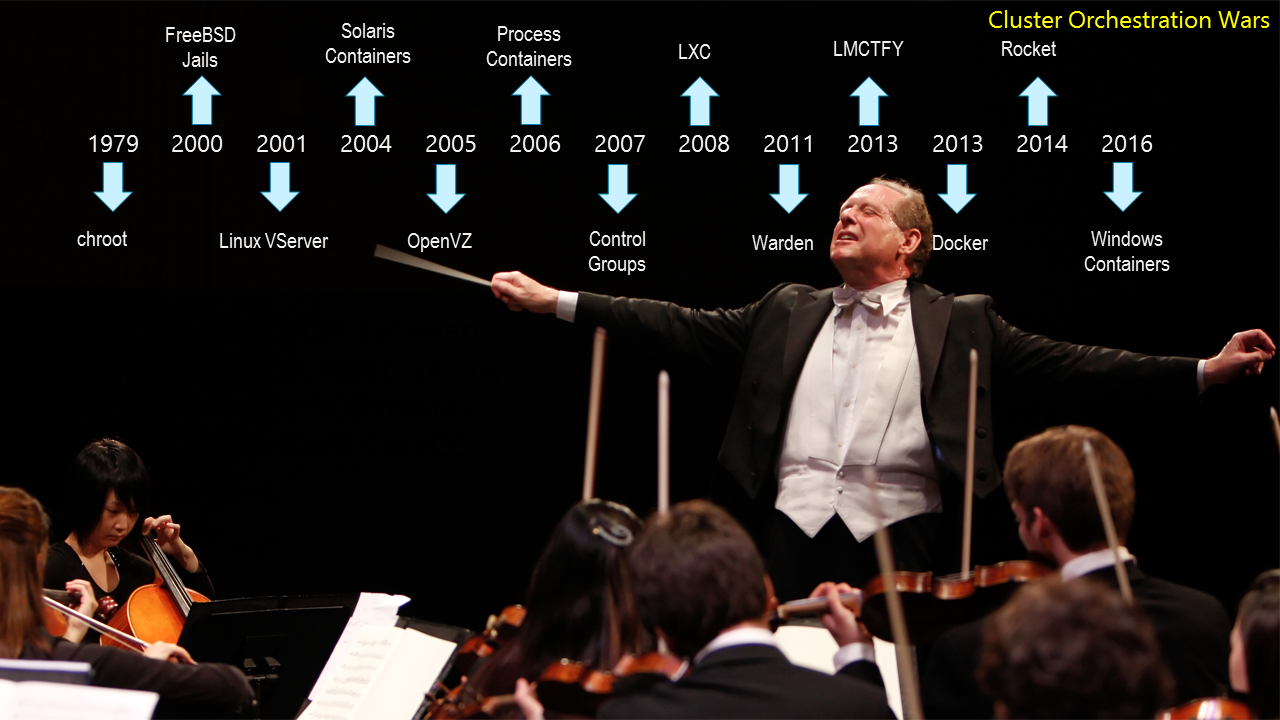 Cluster Orchestration Wars
FreeBSD
Jails
Solaris
Containers
Process
Containers
LXC
LMCTFY
Rocket
1979 2000 2001 2004 2005 2006 2007 2008 2011 2013 2013 2014 2016
chroot
Linux VServer
OpenVZ
Control
Groups
Warden
Docker
Windows
Containers